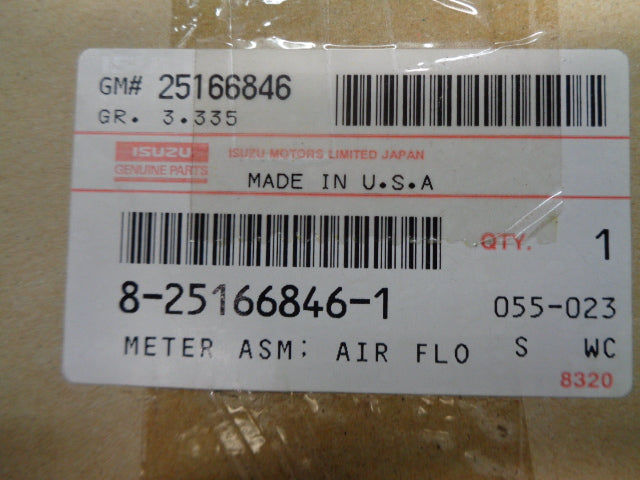 GM# 25166846
GR. 3.335
ISUZU GENUINE PARTS
ISUZU MOTORS LIMITED JAPAN
MADE IN U.S.A
QTY. 1
8-25166846-1 055-023
METER ASM; AIR FLO S WC
8320